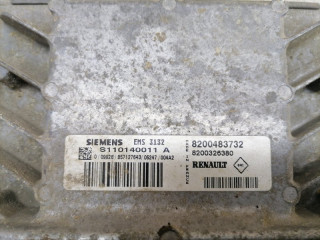 SIEMENS EMS 3132
S110140011 A
8200483732
8200326380
RENAULT